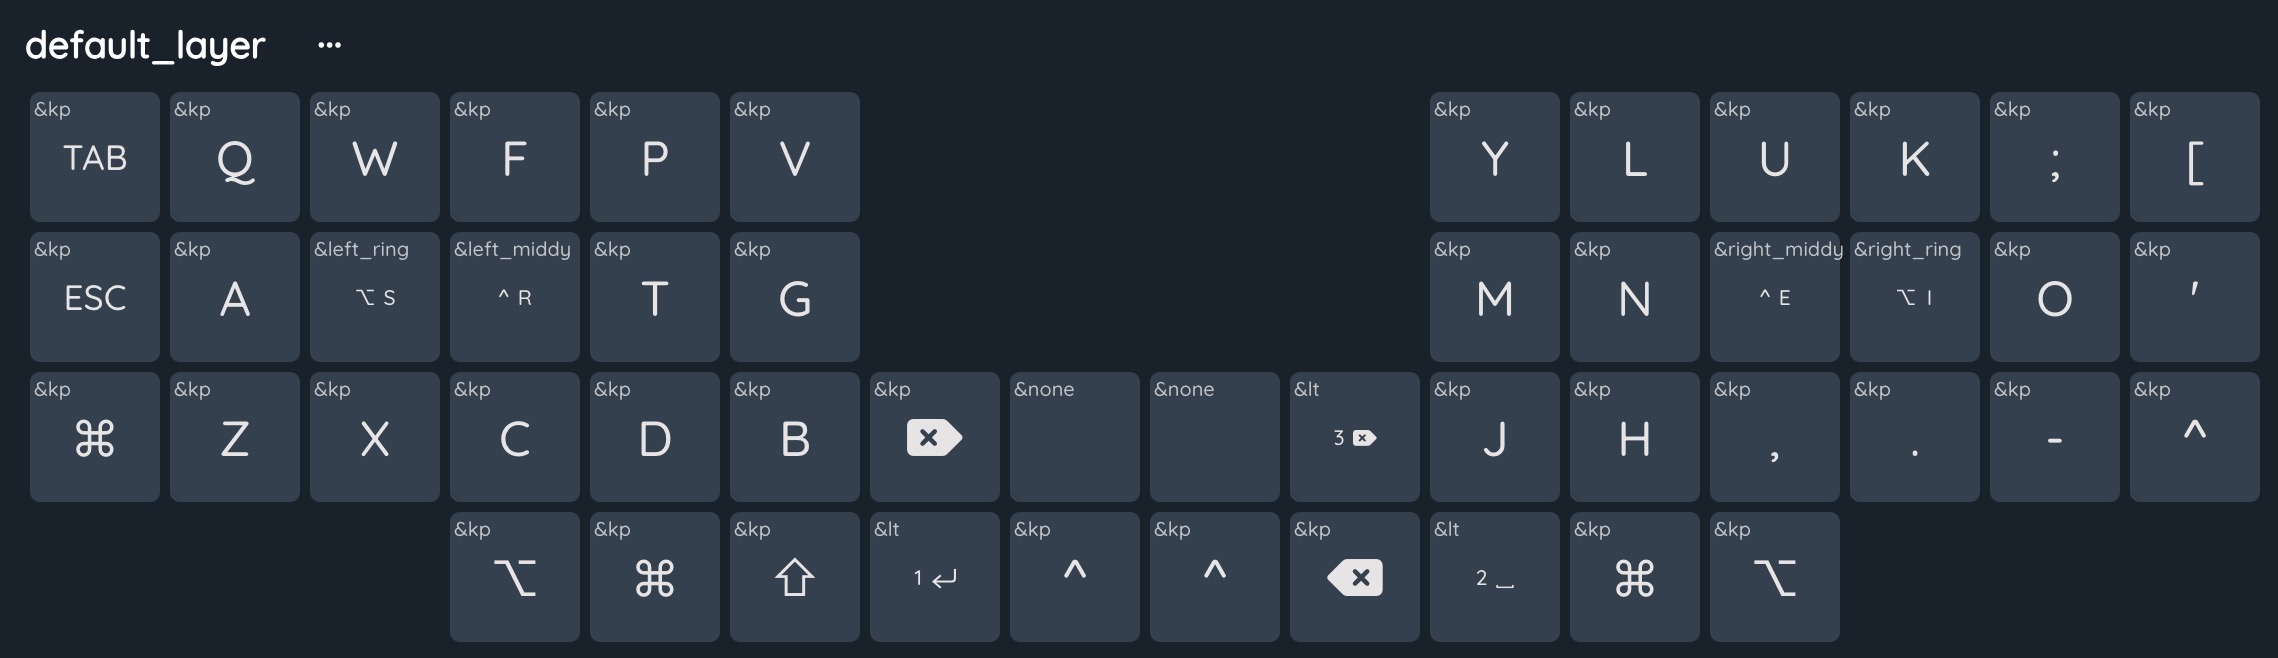 default_layer ...
&kp &kp &kp &kp &kp &kp &kp &kp &kp &kp &kp &kp
TAB Q W F P V Y L U K ; [
&kp &kp &left_ring &left_middy &kp &kp &kp &kp &right_middy &right_ring &kp &kp
ESC A ⌥ S ^ R T G M N ^ E ⌥ I O '
&kp &kp &kp &kp &kp &kp &kp &none &none &lt &kp &kp &kp &kp &kp &kp
⌘ Z X C D B ⌦ 3 ⌦ J H , . - ^
&kp &kp &kp &lt &kp &kp &kp &lt &kp &kp
⌥ ⌘ ⇧ 1 ↵ ^ ^ ⌫ 2 ⎵ ⌘ ⌥